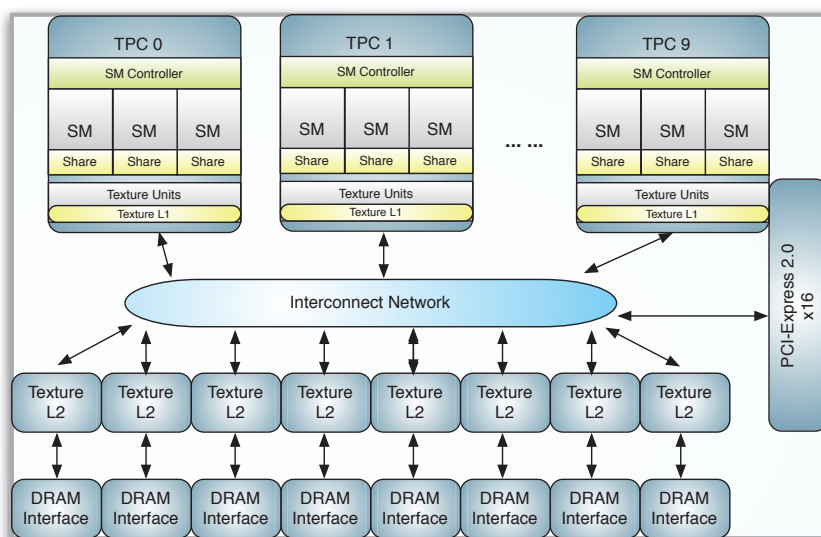 TPC 0
SM Controller
SM SM SM
Share Share Share
Texture Units
Texture L1
TPC 1
SM Controller
SM SM SM
Share Share Share
Texture Units
Texture L1
... ...
TPC 9
SM Controller
SM SM SM
Share Share Share
Texture Units
Texture L1
PCI-Express 2.0
x16
Interconnect Network
Texture
L2
Texture
L2
Texture
L2
Texture
L2
Texture
L2
Texture
L2
Texture
L2
Texture
L2
DRAM
Interface
DRAM
Interface
DRAM
Interface
DRAM
Interface
DRAM
Interface
DRAM
Interface
DRAM
Interface
DRAM
Interface